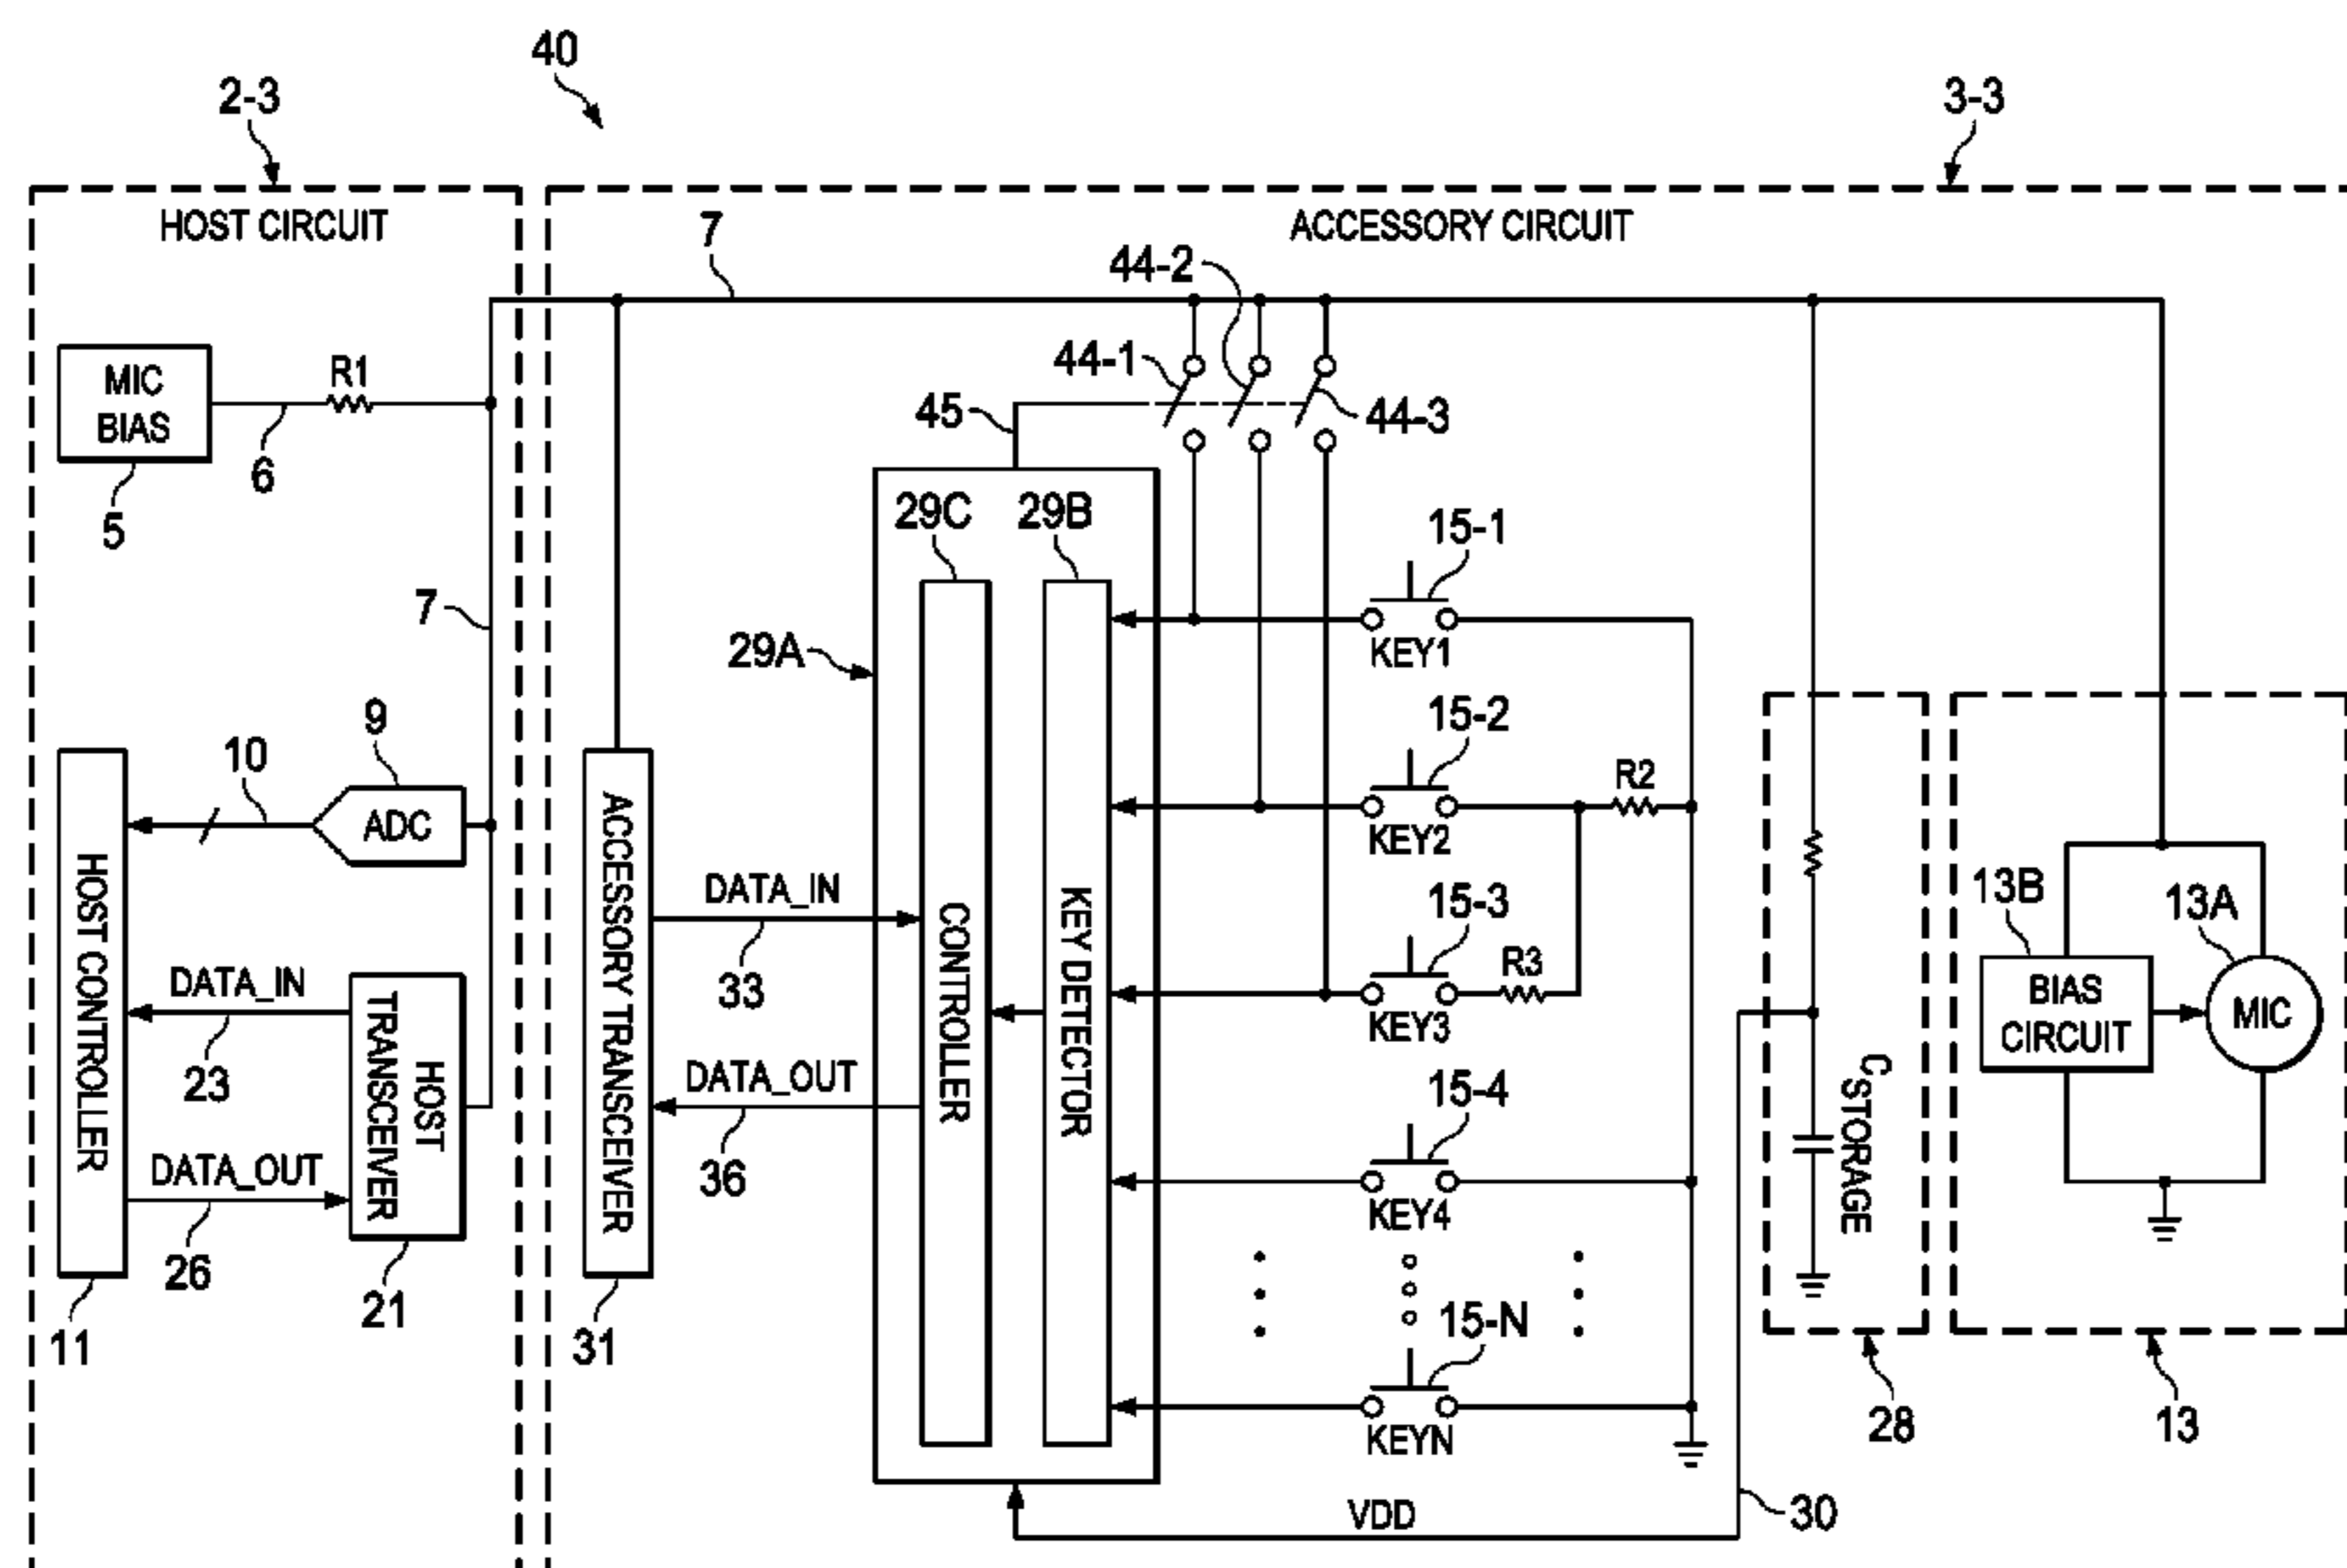 40
2-3
3-3
HOST CIRCUIT
7
ACCESSORY CIRCUIT
44-2
44-1
44-3
45
MIC
BIAS
R1
6
5
29C
29B
15-1
7
29A
KEY1
9
10
ADC
15-2
R2
KEY2
HOST CONTROLLER
DATA_IN
23
HOST
TRANSCEIVER
DATA_OUT
26
21
11
ACCESSORY TRANSCEIVER
31
DATA_IN
33
DATA_OUT
36
CONTROLLER
KEY DETECTOR
15-3
R3
KEY3
15-4
KEY4
15-N
KEYN
CSTORAGE
28
13B
13A
BIAS
CIRCUIT
MIC
13
VDD
30